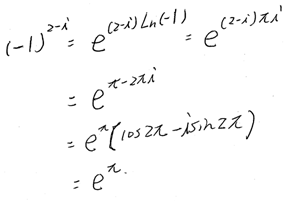 (-1)^{2-i} = e^{(2-i)Ln(-1)} = e^{(2-i)πi}
= e^{π-2πi}
= e^π(cos2π-isin2π)
= e^π.